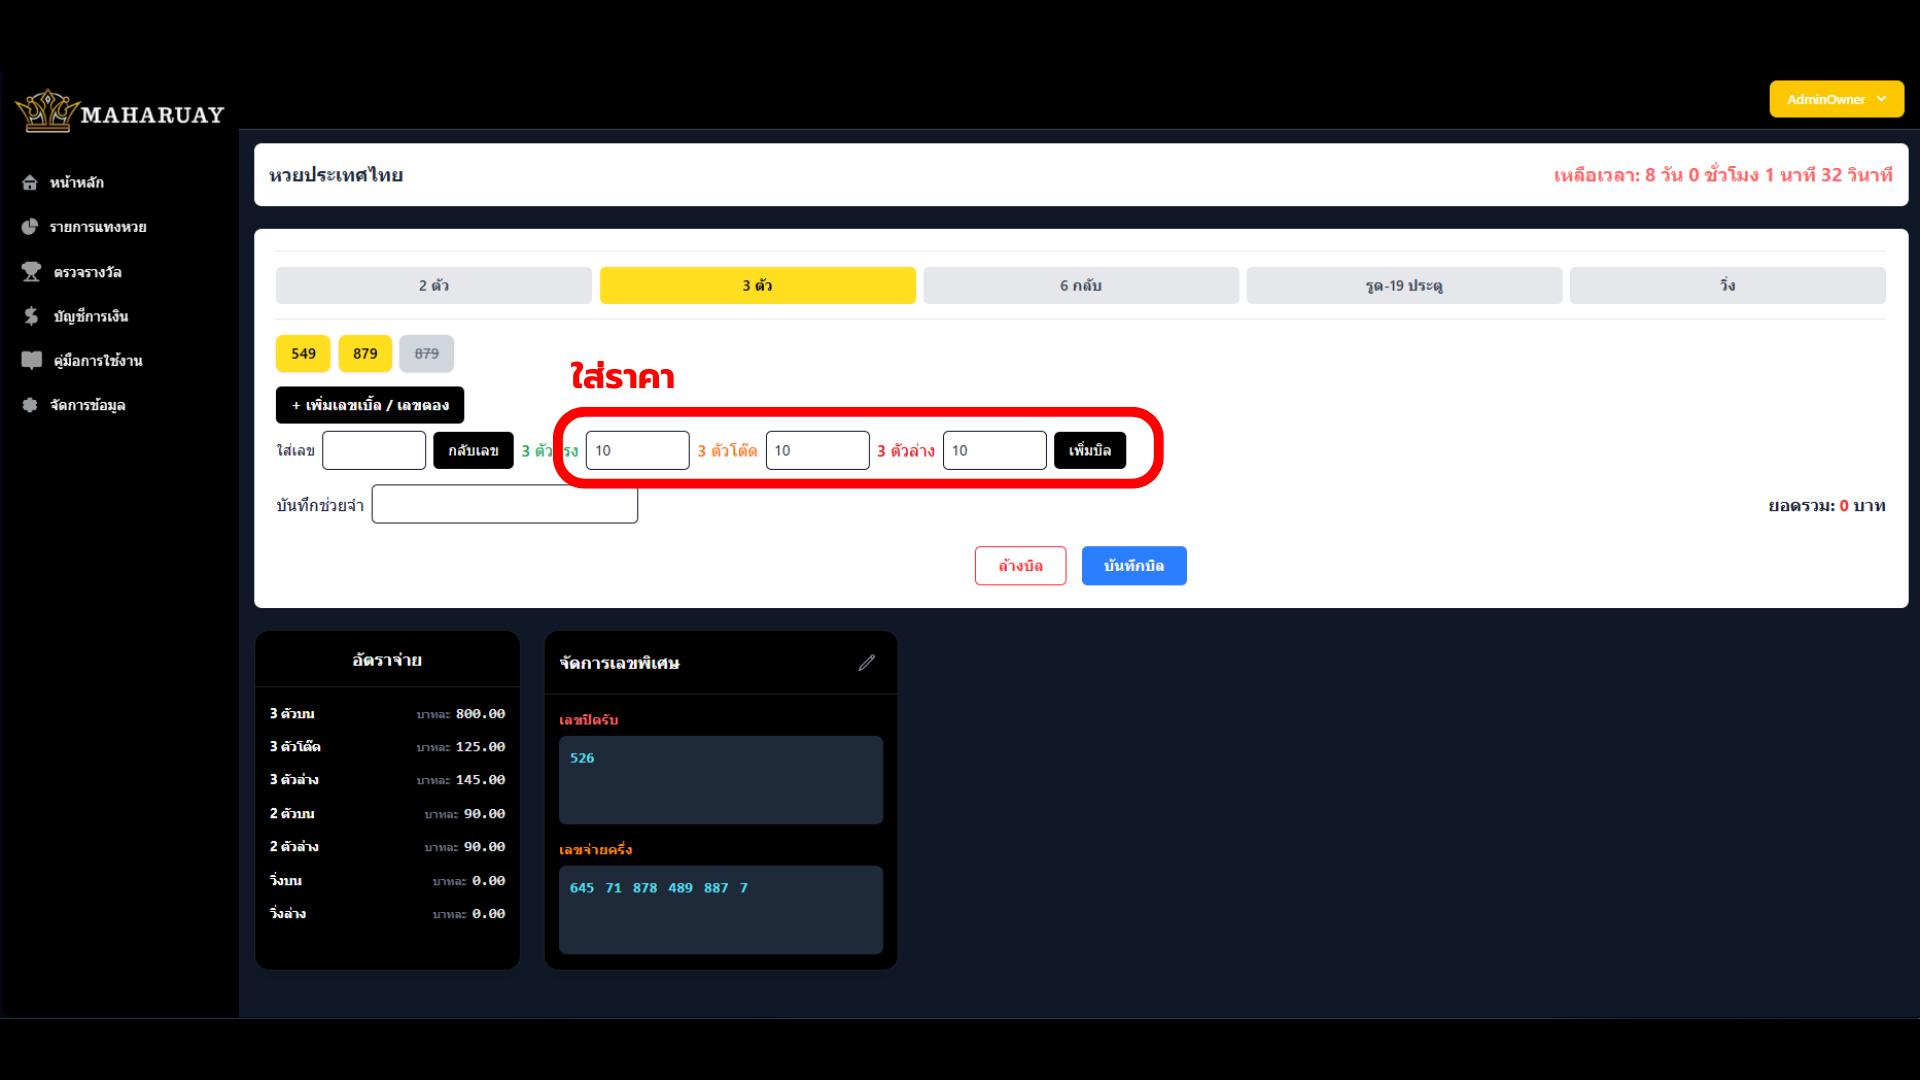 MAHARUAY
AdminOwner
หน้าหลัก
รายการแทงหวย
ตรวจรางวัล
บัญชีการเงิน
คู่มือการใช้งาน
จัดการข้อมูล
หวยประเทศไทย
เหลือเวลา: 8 วัน 0 ชั่วโมง 1 นาที 32 วินาที
2 ตัว
3 ตัว
6 กลับ
รูด-19 ประตู
วิ่ง
549 879 879
ใส่ราคา
+ เพิ่มเลขเบิ้ล / เลขตอง
ใส่เลข กลับเลข 3 ตัว รง 10 3 ตัวโต๊ด 10 3 ตัวล่าง 10 เพิ่มบิล
บันทึกช่วยจำ
ยอดรวม: 0 บาท
ล้างบิล บันทึกบิล
อัตราจ่าย
3 ตัวบน บาทละ 800.00
3 ตัวโต๊ด บาทละ 125.00
3 ตัวล่าง บาทละ 145.00
2 ตัวบน บาทละ 90.00
2 ตัวล่าง บาทละ 90.00
วิ่งบน บาทละ 0.00
วิ่งล่าง บาทละ 0.00
จัดการเลขพิเศษ
เลขปิดรับ
526
เลขจ่ายครึ่ง
645 71 878 489 887 7